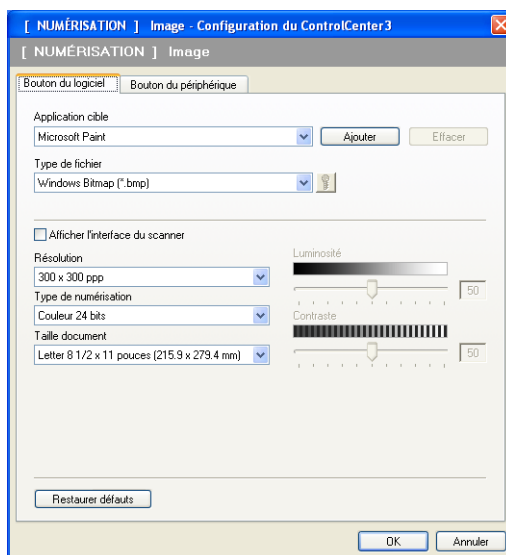 [ NUMÉRISATION ] Image - Configuration du ControlCenter3
[ NUMÉRISATION ] Image
Bouton du logiciel Bouton du périphérique
Application cible
Microsoft Paint Ajouter Effacer
Type de fichier
Windows Bitmap (*.bmp)
Afficher l'interface du scanner
Résolution Luminosité
300 x 300 ppp 50
Type de numérisation
Couleur 24 bits Contraste
Taille document
Letter 8 1/2 x 11 pouces (215.9 x 279.4 mm) 50
Restaurer défauts
OK Annuler